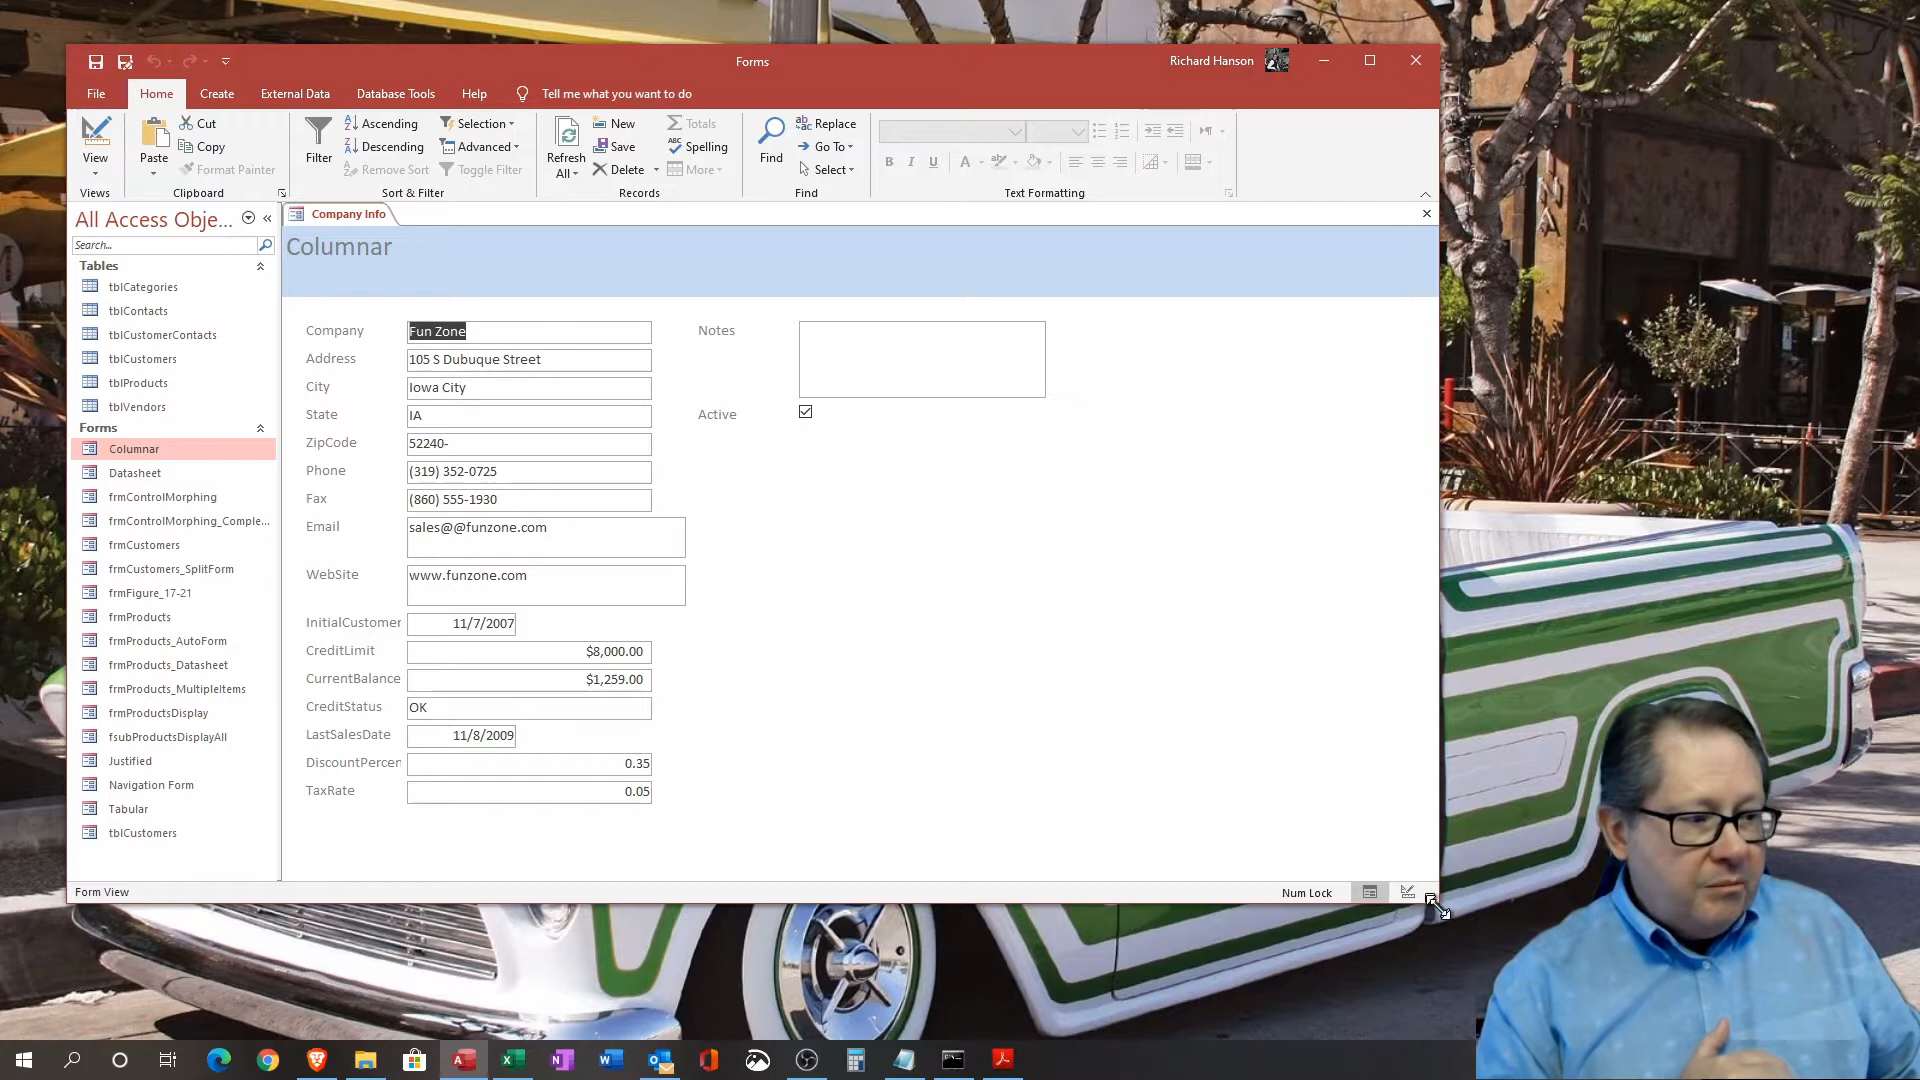 Forms
Richard Hanson
File Home Create External Data Database Tools Help Tell me what you want to do
View
Views
Paste
Cut
Copy
Format Painter
Clipboard
Filter
Ascending
Descending
Remove Sort
Selection
Advanced
Toggle Filter
Sort & Filter
Refresh
All
New
Save
Delete
Totals
Spelling
More
Records
Find
Replace
Go To
Select
Find
Text Formatting
All Access Obje...
Search...
Tables
tblCategories
tblContacts
tblCustomerContacts
tblCustomers
tblProducts
tblVendors
Forms
Columnar
Datasheet
frmControlMorphing
frmControlMorphing_Comple...
frmCustomers
frmCustomers_SplitForm
frmFigure_17-21
frmProducts
frmProducts_AutoForm
frmProducts_Datasheet
frmProducts_MultipleItems
frmProductsDisplay
fsubProductsDisplayAll
Justified
Navigation Form
Tabular
tblCustomers
Company Info
Columnar
Company Fun Zone
Address 105 S Dubuque Street
City Iowa City
State IA
ZipCode 52240-
Phone (319) 352-0725
Fax (860) 555-1930
Email sales@@funzone.com
WebSite www.funzone.com
InitialCustomer 11/7/2007
CreditLimit $8,000.00
CurrentBalance $1,259.00
CreditStatus OK
LastSalesDate 11/8/2009
DiscountPercen 0.35
TaxRate 0.05
Notes
Active
Form View
Num Lock